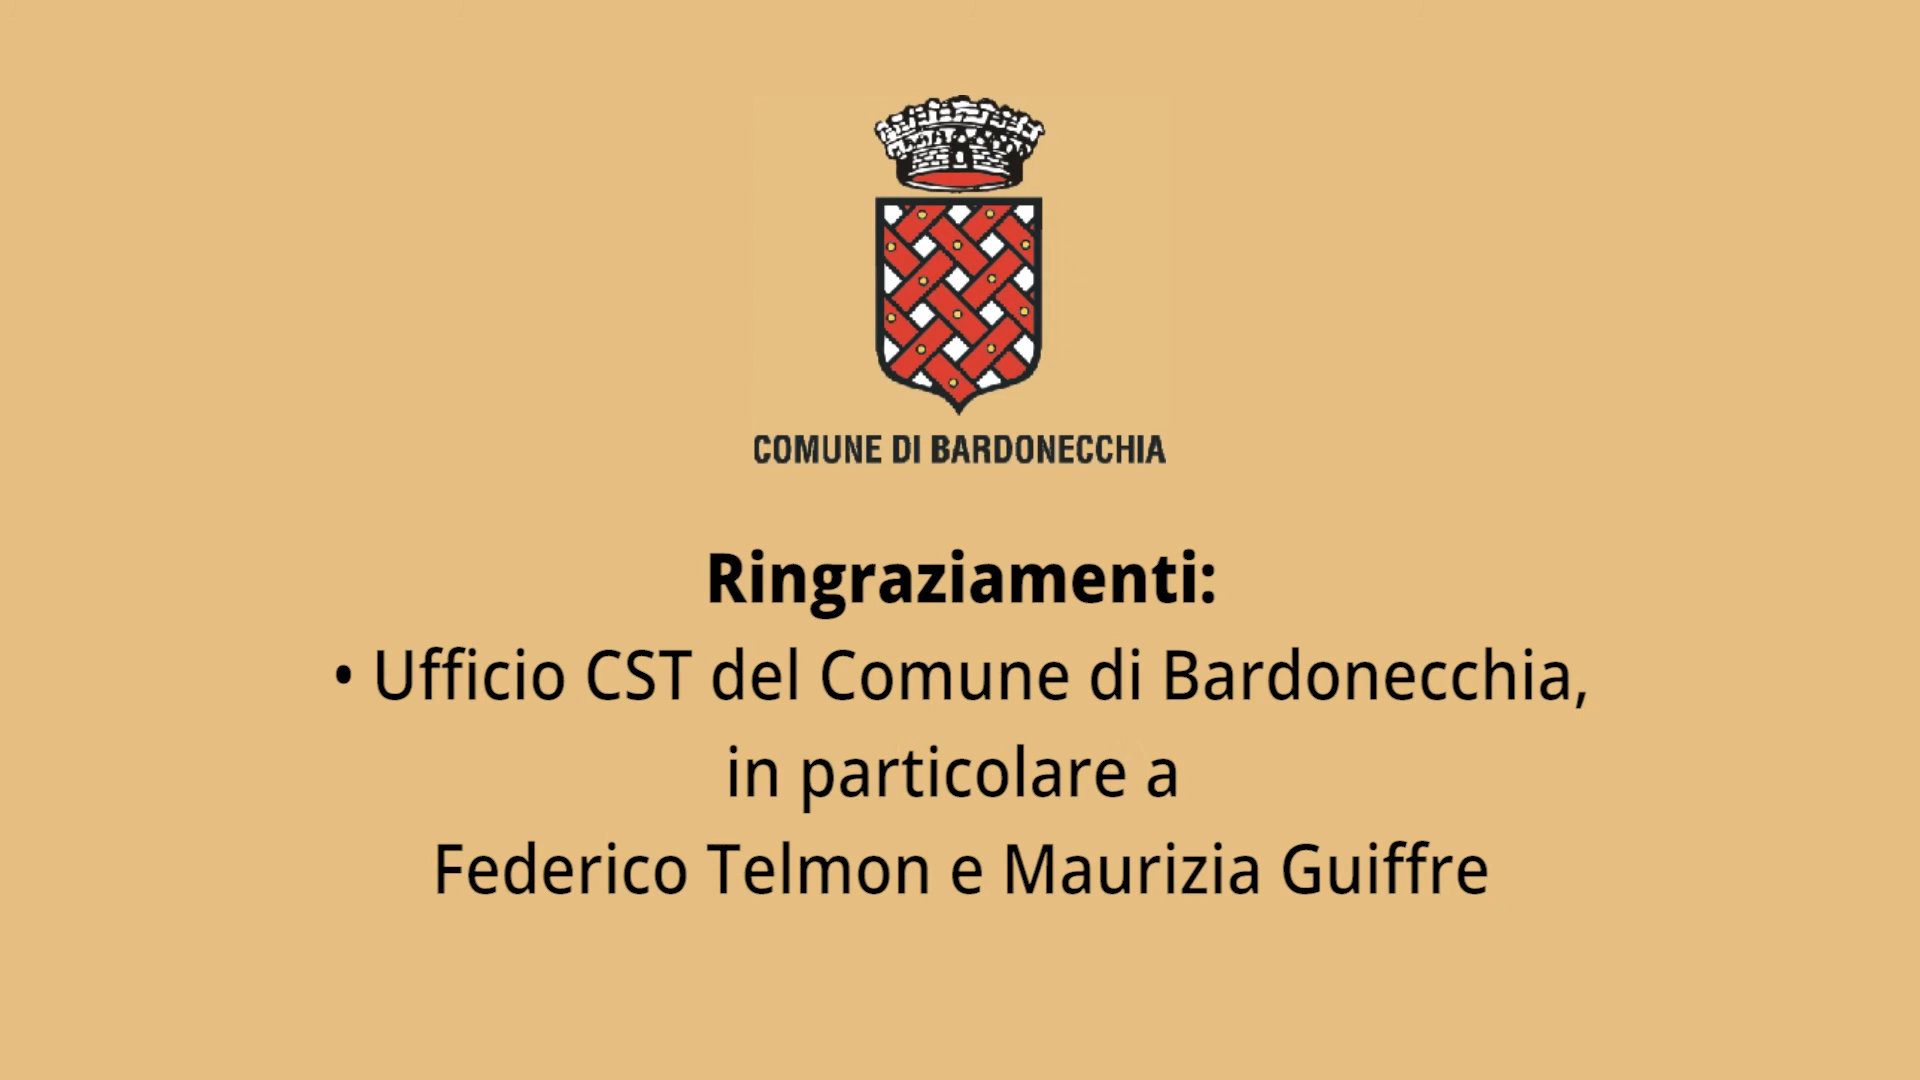 COMUNE DI BARDONECCHIA
Ringraziamenti:
• Ufficio CST del Comune di Bardonecchia,
in particolare a
Federico Telmon e Maurizia Guiffre